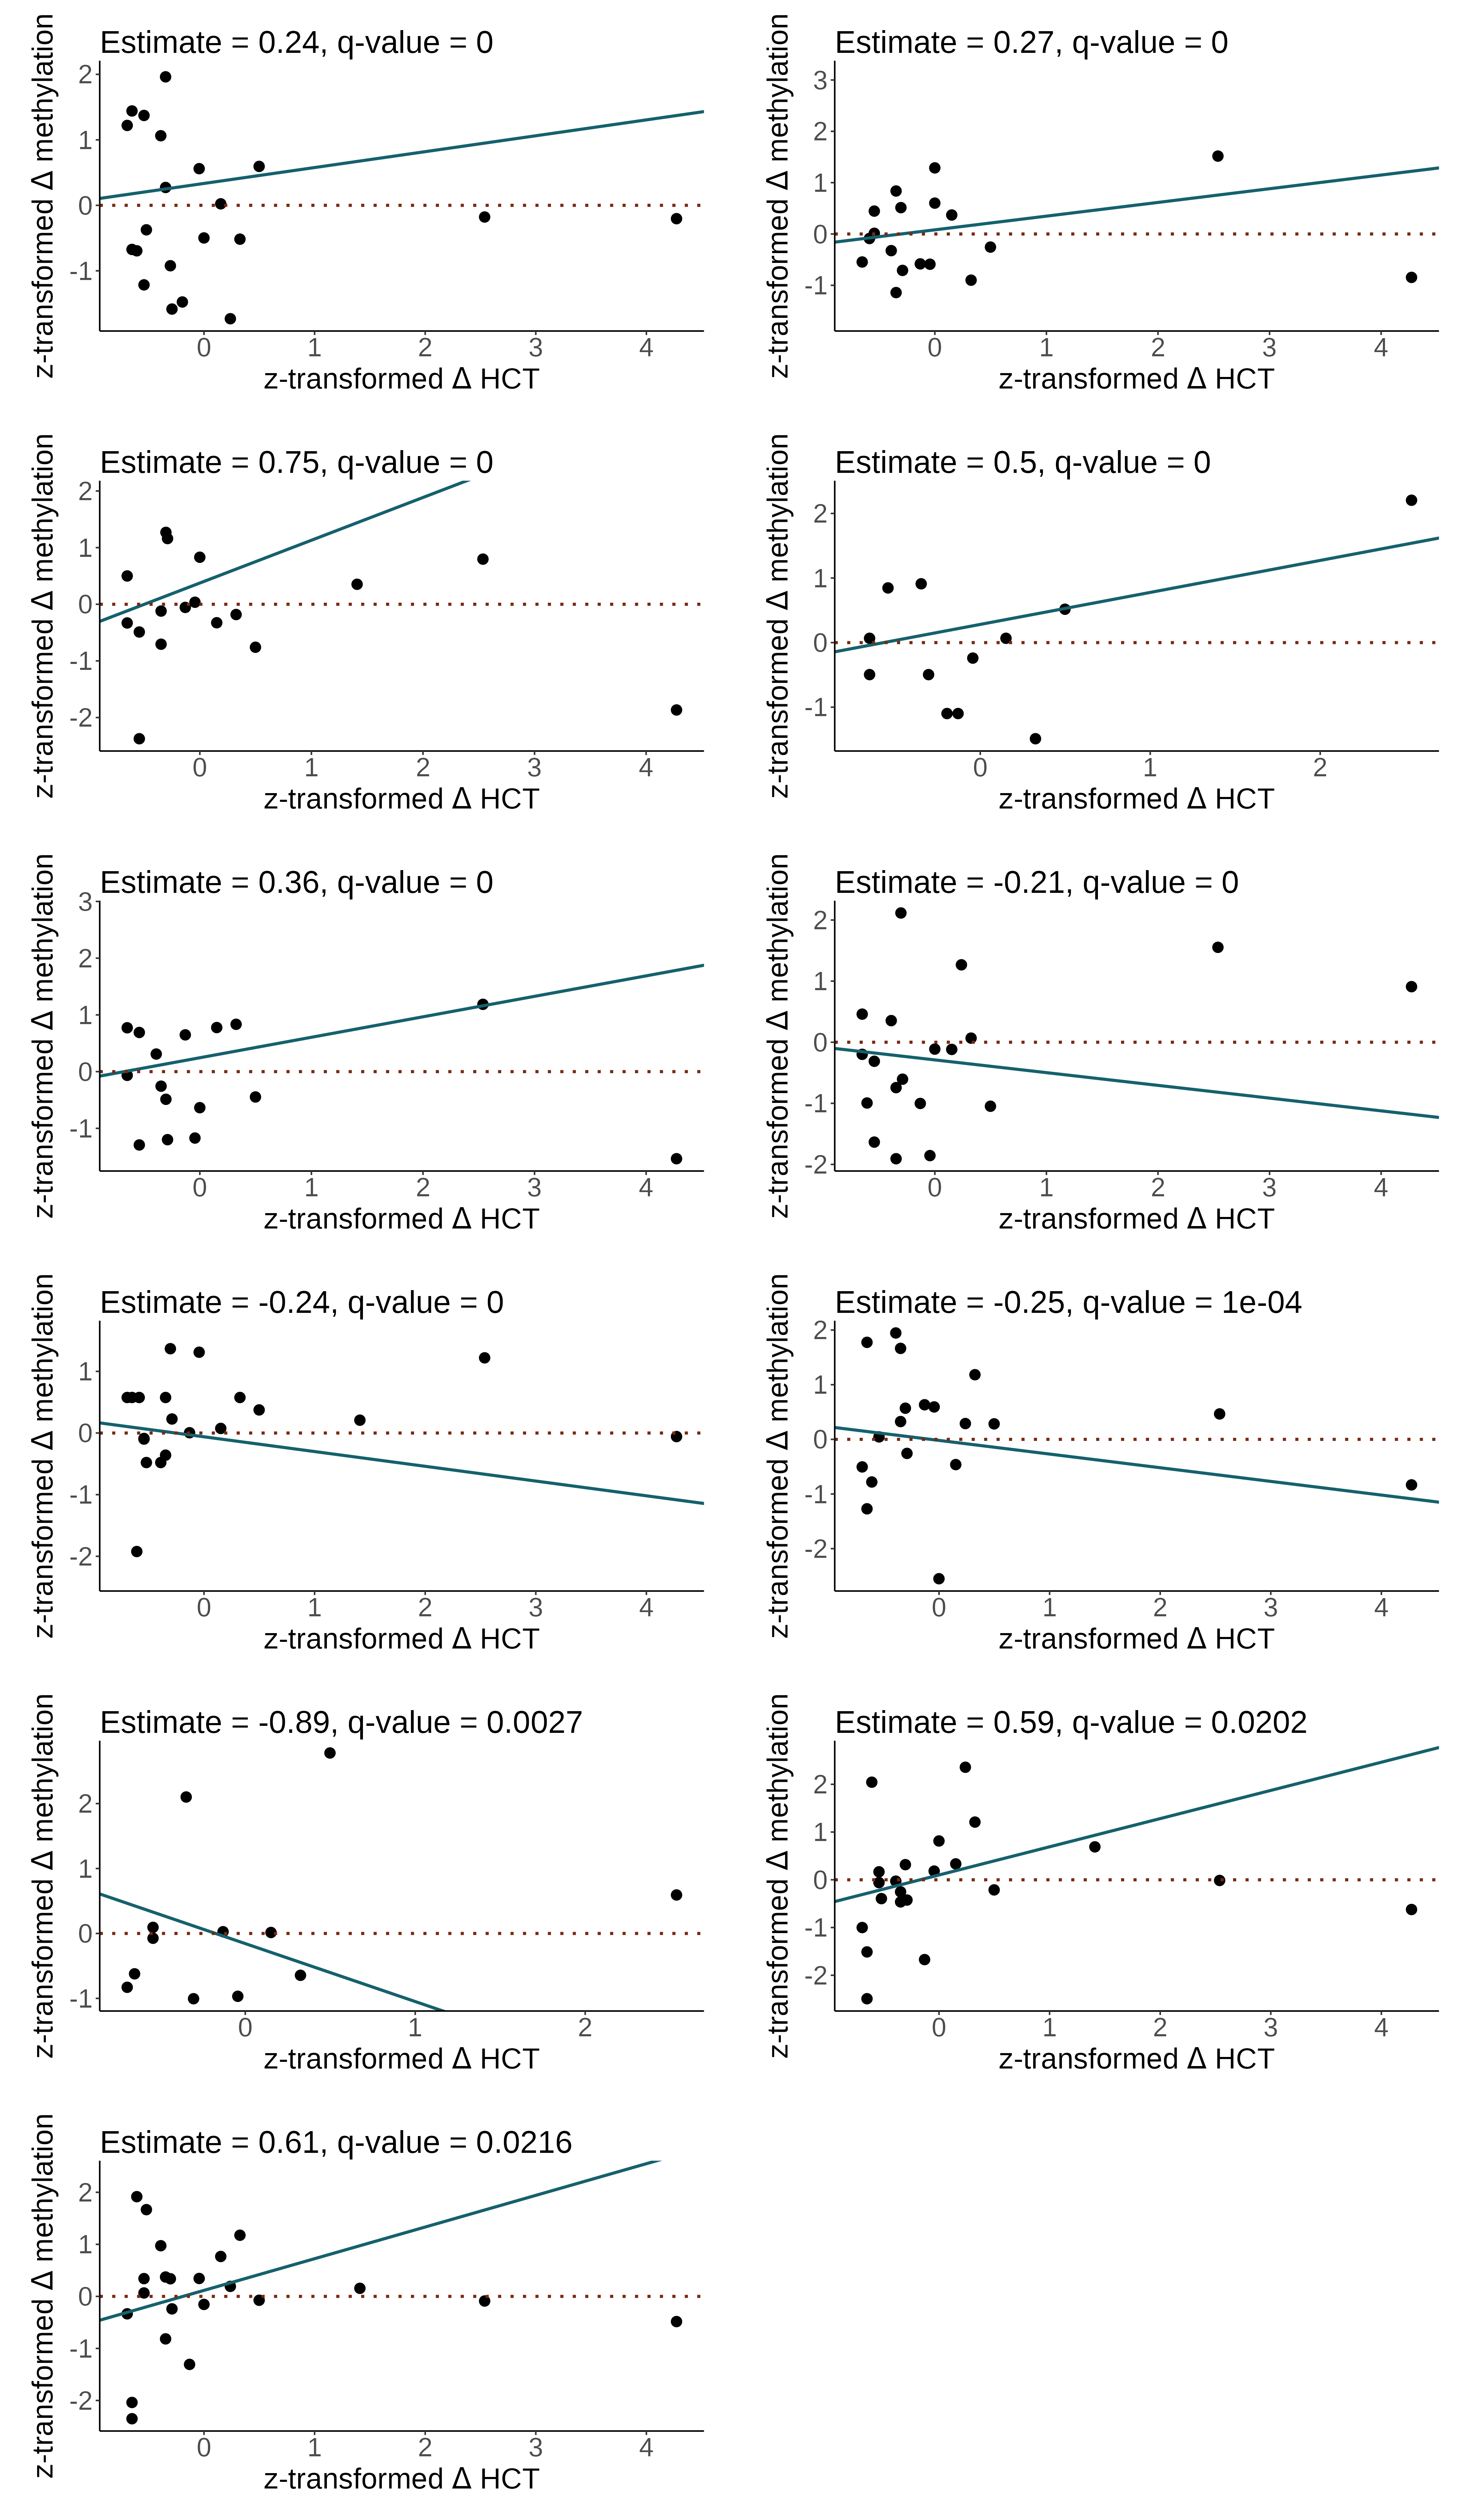 Estimate = 0.24, q-value = 0
z-transformed Δ methylation
2
1
0
-1
0 1 2 3 4
z-transformed Δ HCT
Estimate = 0.27, q-value = 0
z-transformed Δ methylation
3
2
1
0
-1
0 1 2 3 4
z-transformed Δ HCT
Estimate = 0.75, q-value = 0
z-transformed Δ methylation
2
1
0
-1
-2
0 1 2 3 4
z-transformed Δ HCT
Estimate = 0.5, q-value = 0
z-transformed Δ methylation
2
1
0
-1
0 1 2
z-transformed Δ HCT
Estimate = 0.36, q-value = 0
z-transformed Δ methylation
3
2
1
0
-1
0 1 2 3 4
z-transformed Δ HCT
Estimate = -0.21, q-value = 0
z-transformed Δ methylation
2
1
0
-1
-2
0 1 2 3 4
z-transformed Δ HCT
Estimate = -0.24, q-value = 0
z-transformed Δ methylation
1
0
-1
-2
0 1 2 3 4
z-transformed Δ HCT
Estimate = -0.25, q-value = 1e-04
z-transformed Δ methylation
2
1
0
-1
-2
0 1 2 3 4
z-transformed Δ HCT
Estimate = -0.89, q-value = 0.0027
z-transformed Δ methylation
2
1
0
-1
0 1 2
z-transformed Δ HCT
Estimate = 0.59, q-value = 0.0202
z-transformed Δ methylation
2
1
0
-1
-2
0 1 2 3 4
z-transformed Δ HCT
Estimate = 0.61, q-value = 0.0216
z-transformed Δ methylation
2
1
0
-1
-2
0 1 2 3 4
z-transformed Δ HCT